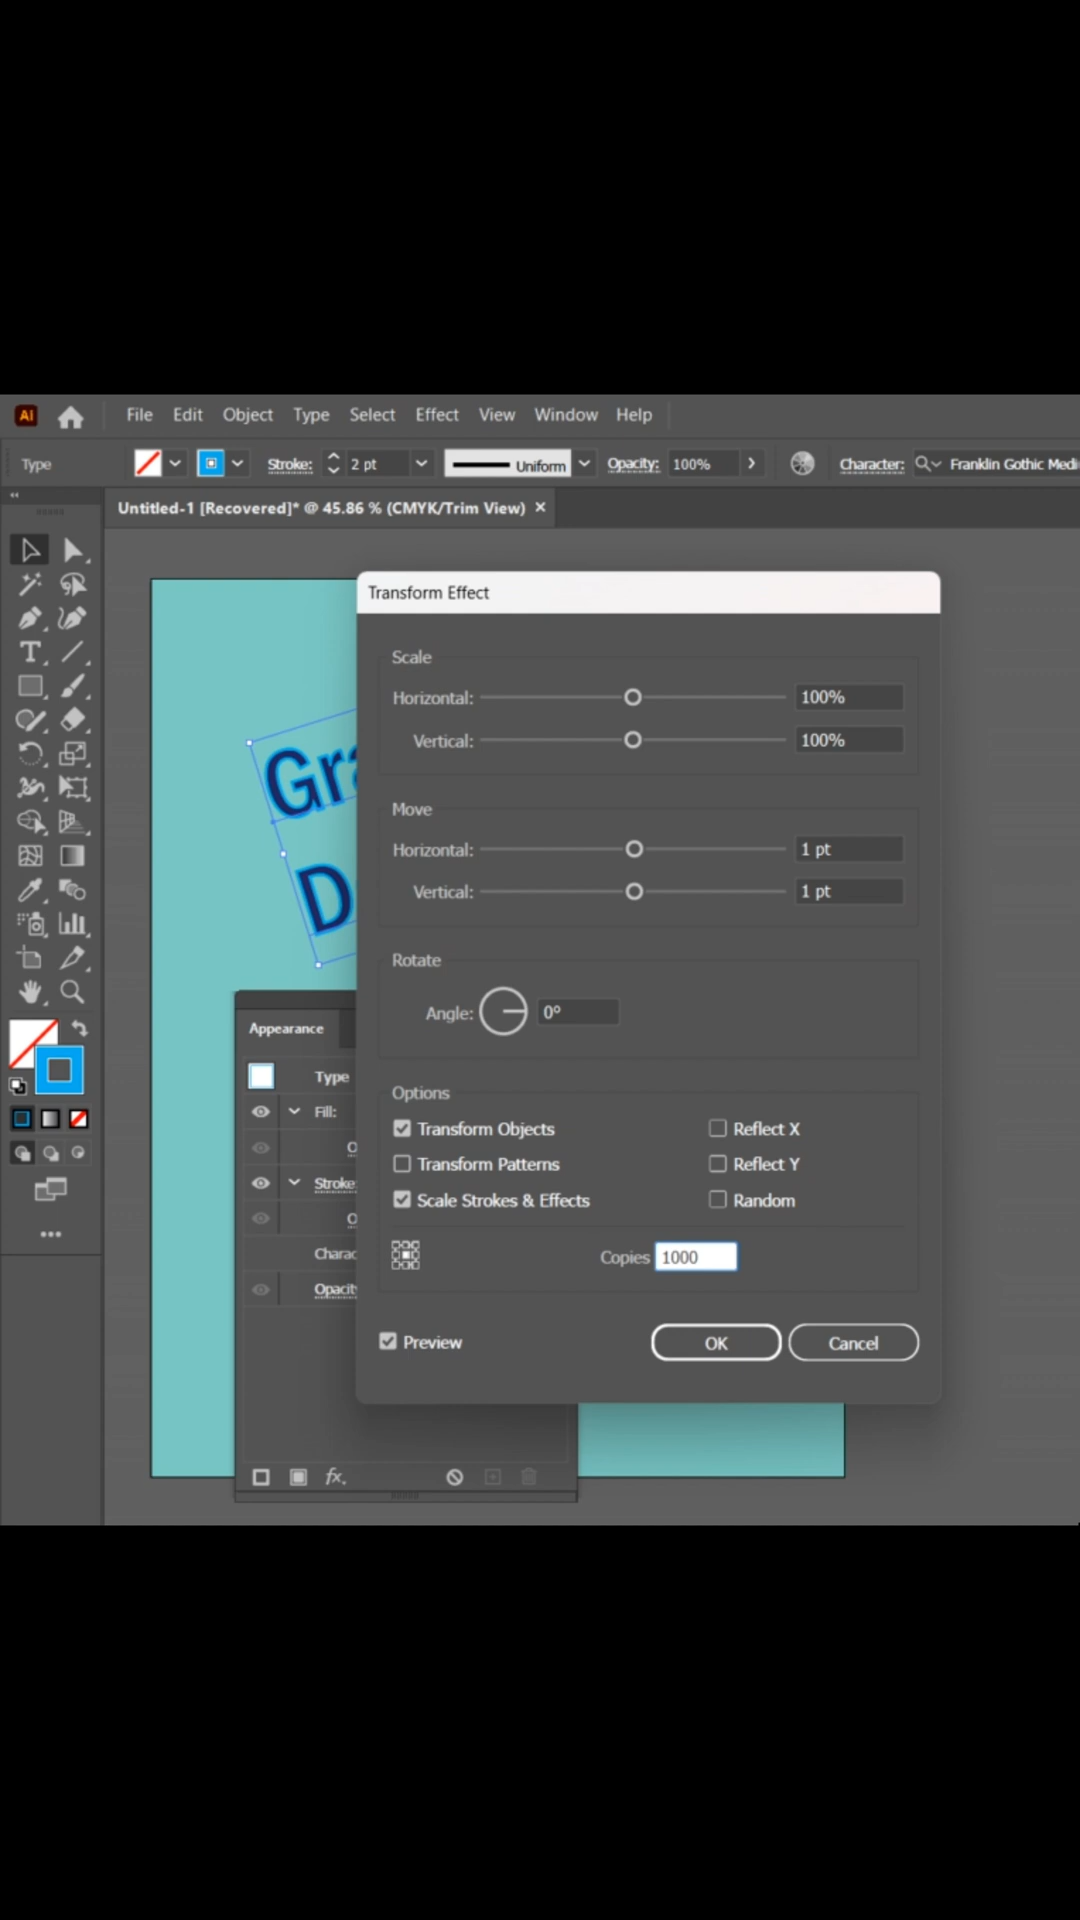 Ai File Edit Object Type Select Effect View Window Help
Type Stroke: 2 pt Uniform Opacity: 100% Character: Franklin Gothic Medi
Untitled-1 [Recovered]* @ 45.86 % (CMYK/Trim View) ×
Transform Effect
Scale
Horizontal: 100%
Vertical: 100%
Gra
D
Move
Horizontal: 1 pt
Vertical: 1 pt
Rotate
Angle: 0°
Appearance
Type
Fill:
O
Stroke:
O
Charac
Opacit
Options
Transform Objects Reflect X
Transform Patterns Reflect Y
Scale Strokes & Effects Random
Copies 1000
Preview OK Cancel
fx.